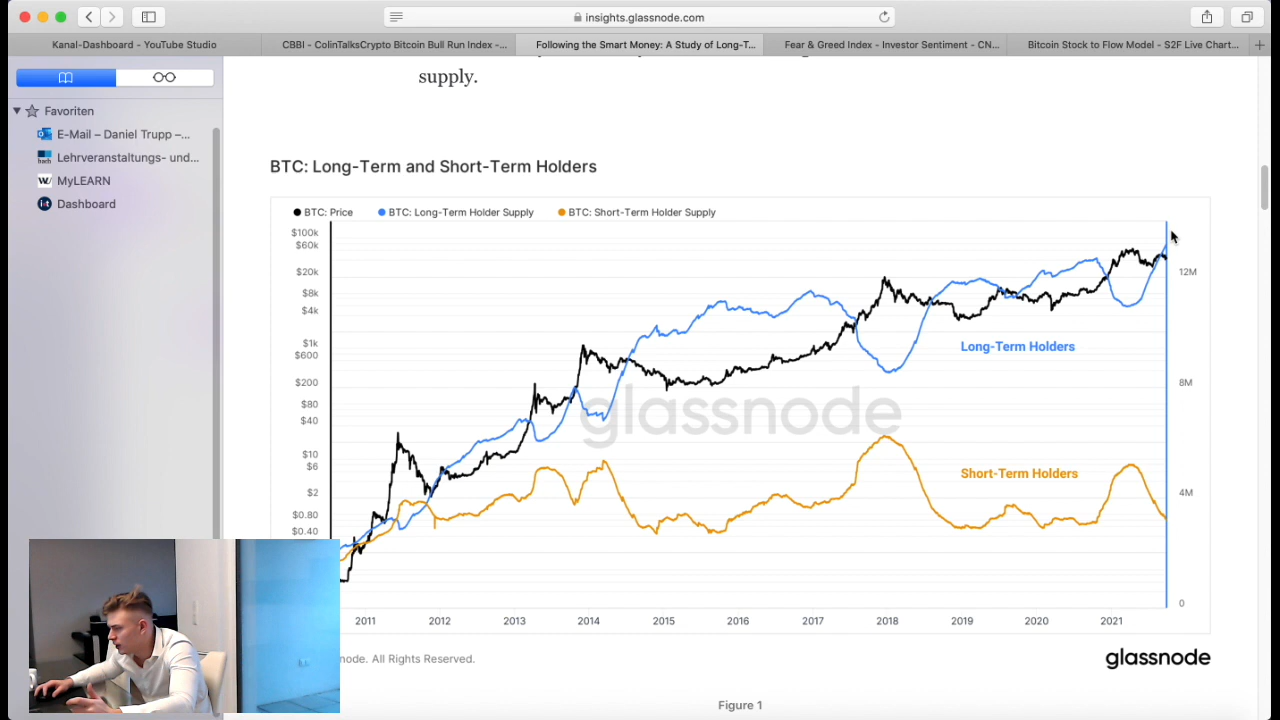 insights.glassnode.com
Kanal-Dashboard - YouTube Studio
CBBI - ColinTalksCrypto Bitcoin Bull Run Index -...
Following the Smart Money: A Study of Long-T...
Fear & Greed Index - Investor Sentiment - CN...
Bitcoin Stock to Flow Model - S2F Live Chart...
Favoriten
E-Mail – Daniel Trupp –...
Lehrveranstaltungs- und...
MyLEARN
Dashboard
supply.
BTC: Long-Term and Short-Term Holders
BTC: Price BTC: Long-Term Holder Supply BTC: Short-Term Holder Supply
$100k
$60k
$20k
$8k
$4k
$1k
$600
$200
$80
$40
$10
$6
$2
$0.80
$0.40
12M
8M
4M
0
Long-Term Holders
Short-Term Holders
glassnode
2011 2012 2013 2014 2015 2016 2017 2018 2019 2020 2021
node. All Rights Reserved.
glassnode
Figure 1